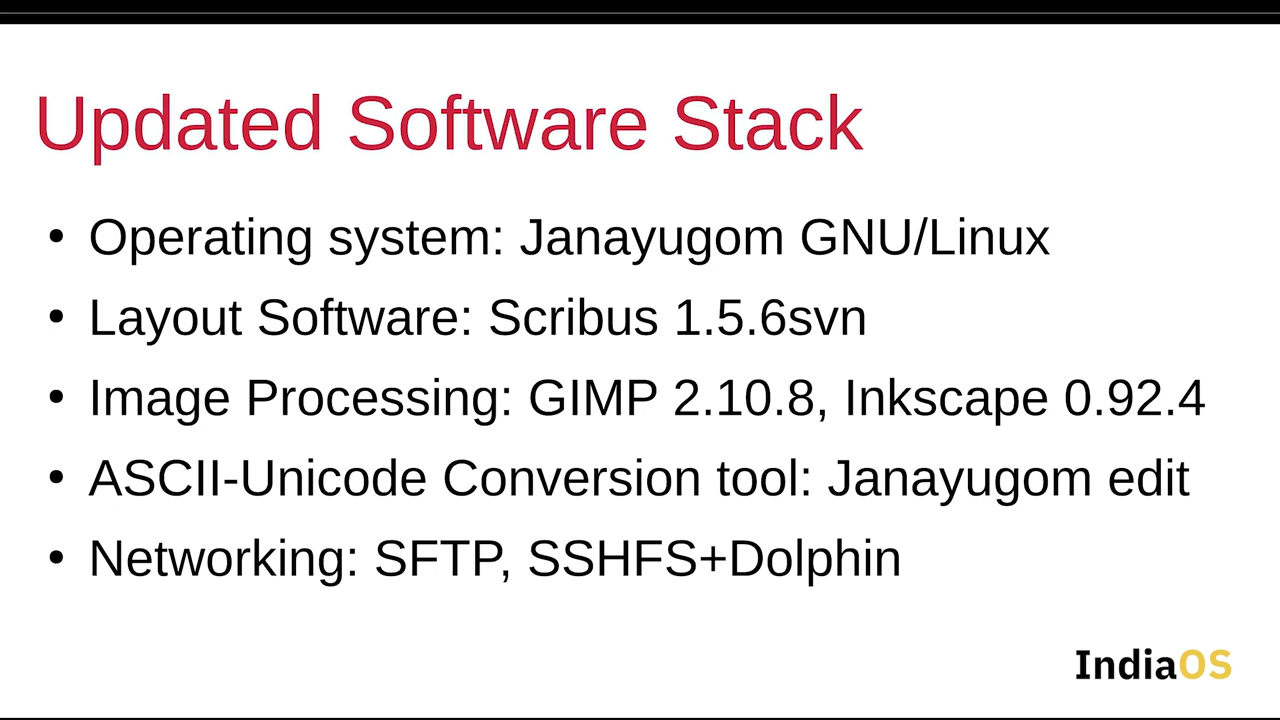 Updated Software Stack
• Operating system: Janayugom GNU/Linux
• Layout Software: Scribus 1.5.6svn
• Image Processing: GIMP 2.10.8, Inkscape 0.92.4
• ASCII-Unicode Conversion tool: Janayugom edit
• Networking: SFTP, SSHFS+Dolphin
IndiaOS